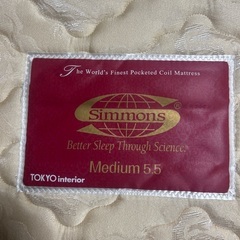 The World's Finest Pocketed Coil Mattress
Simmons
Better Sleep Through Science®
Medium 5.5
TOKYO interior